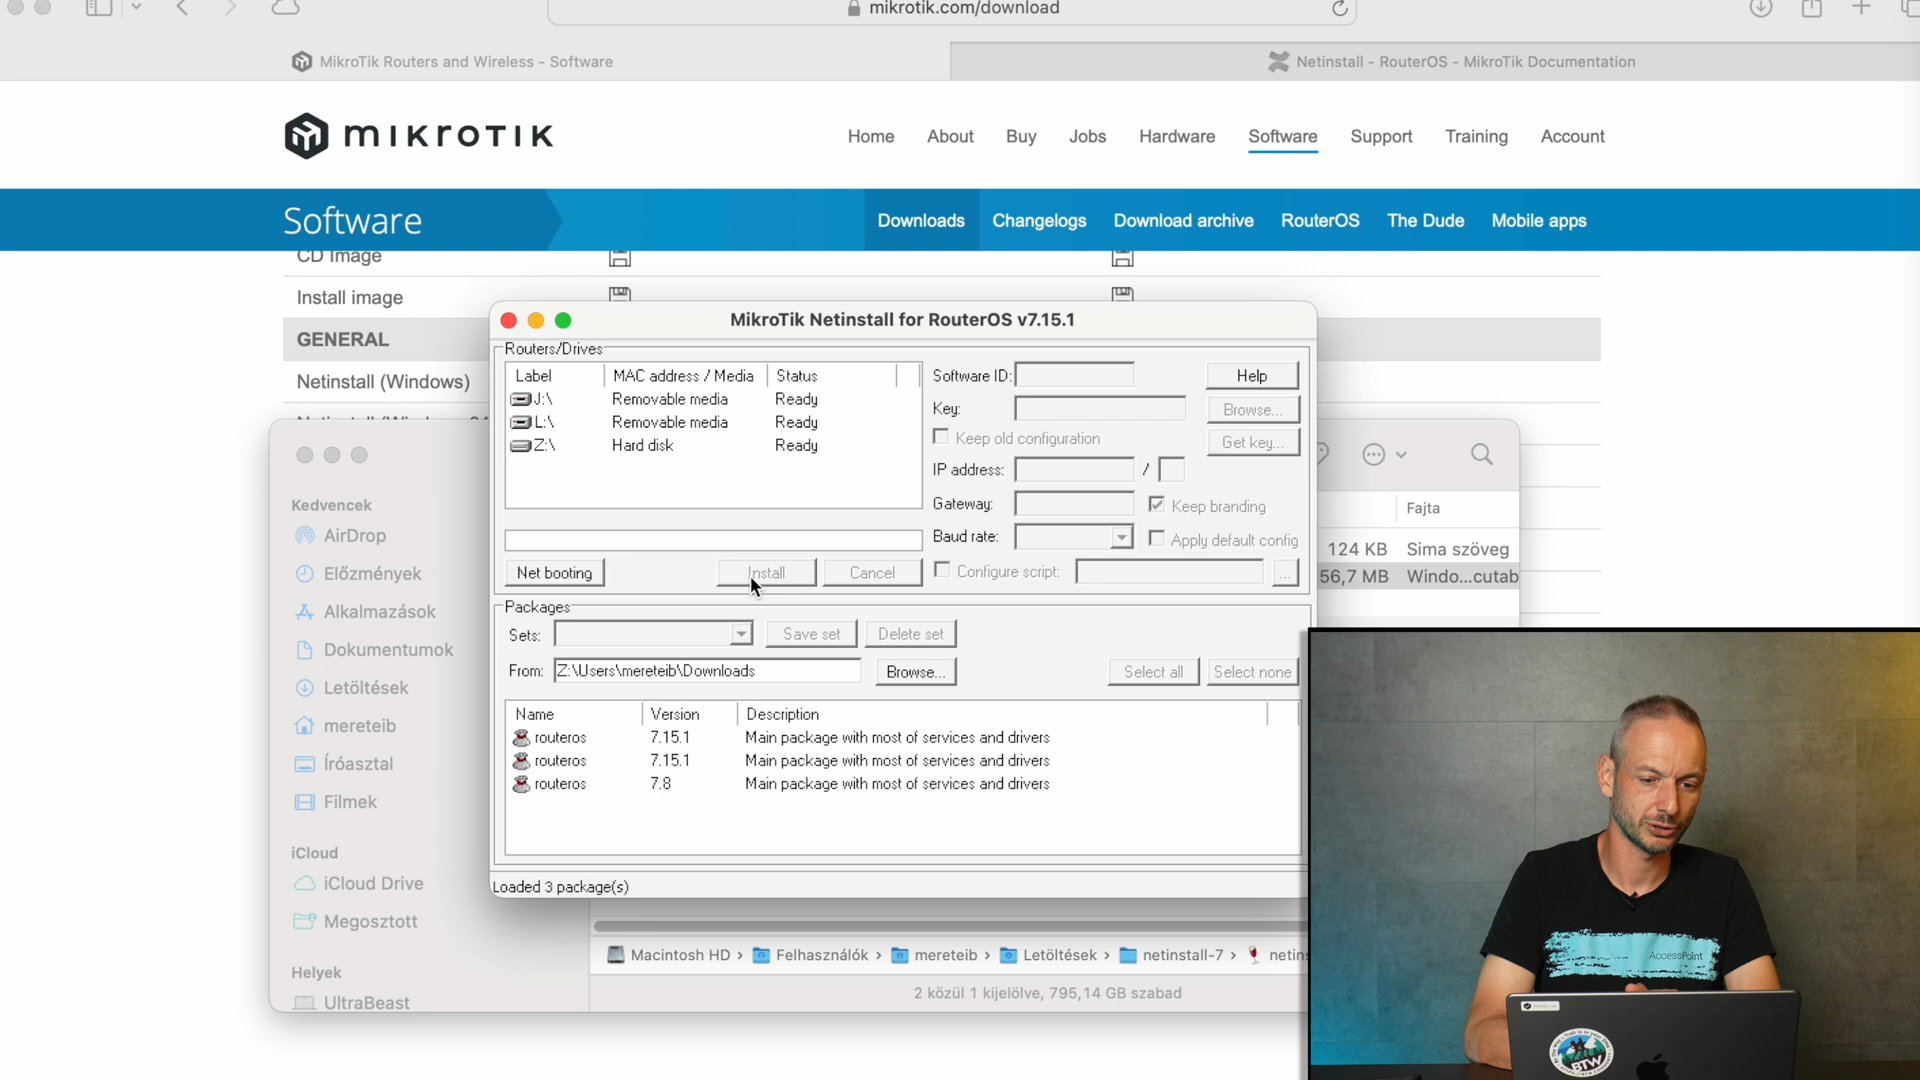 mikrotik.com/download
MikroTik Routers and Wireless - Software
Netinstall - RouterOS - MikroTik Documentation
mikrotik
Home About Buy Jobs Hardware Software Support Training Account
Software
Downloads Changelogs Download archive RouterOS The Dude Mobile apps
CD Image
Install image
GENERAL
Netinstall (Windows)
MikroTik Netinstall for RouterOS v7.15.1
Routers/Drives
Label MAC address / Media Status
J:\ Removable media Ready
L:\ Removable media Ready
Z:\ Hard disk Ready
Software ID:
Help
Key:
Browse...
Keep old configuration
Get key...
IP address: /
Gateway:
Keep branding
Baud rate:
Apply default config
Net booting
Install
Cancel
Configure script:
...
Packages
Sets:
Save set
Delete set
From: Z:\Users\mereteib\Downloads
Browse...
Select all
Select none
Name Version Description
routeros 7.15.1 Main package with most of services and drivers
routeros 7.15.1 Main package with most of services and drivers
routeros 7.8 Main package with most of services and drivers
Loaded 3 package(s)
Kedvencek
AirDrop
Előzmények
Alkalmazások
Dokumentumok
Letöltések
mereteib
Íróasztal
Filmek
iCloud
iCloud Drive
Megosztott
Helyek
UltraBeast
Fajta
124 KB Sima szöveg
56,7 MB Windo...cutab
Macintosh HD › Felhasználók › mereteib › Letöltések › netinstall-7 › netins
2 közül 1 kijelölve, 795,14 GB szabad
AccessPoint
BTW